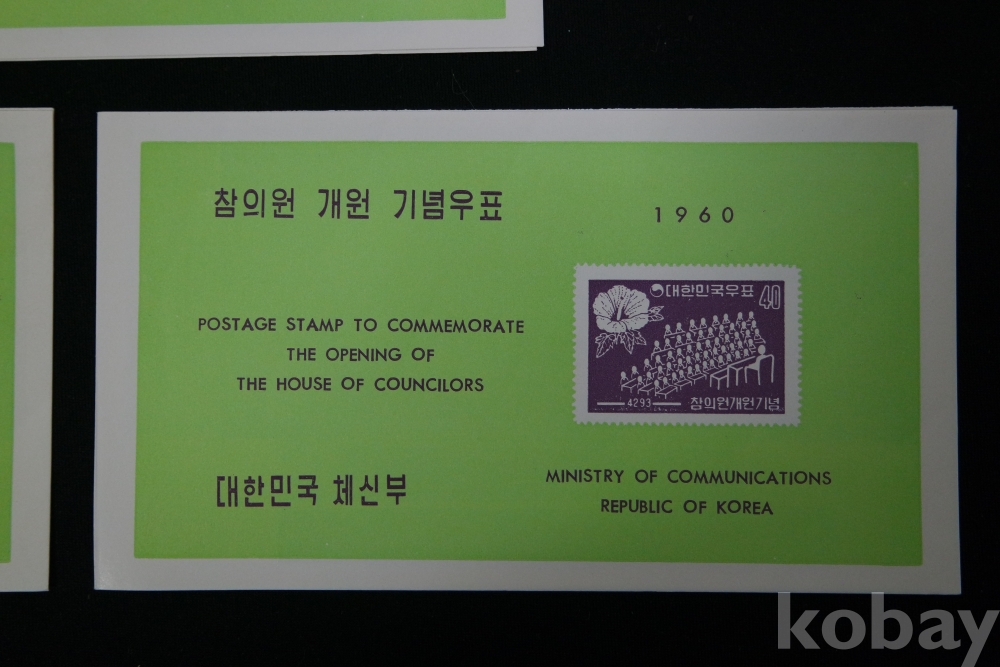 참의원 개원 기념우표
1960
POSTAGE STAMP TO COMMEMORATE
THE OPENING OF
THE HOUSE OF COUNCILORS
대한민국우표 40
4293 참의원개원기념
대한민국 체신부
MINISTRY OF COMMUNICATIONS
REPUBLIC OF KOREA
kobay